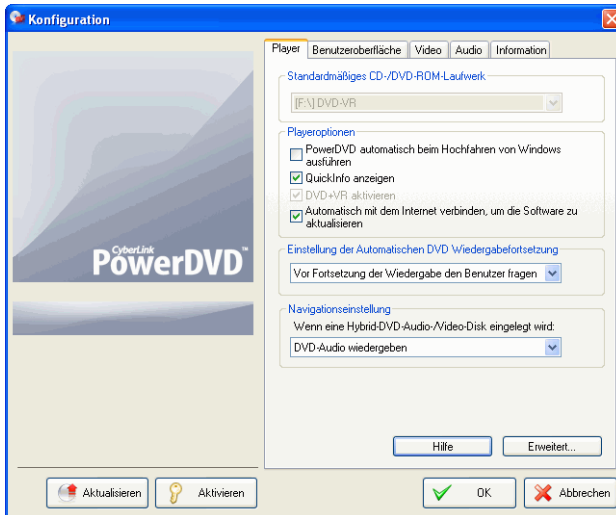 Konfiguration
Player
Benutzeroberfläche
Video
Audio
Information
Standardmäßiges CD-/DVD-ROM-Laufwerk
[F:\] DVD-VR
Playeroptionen
PowerDVD automatisch beim Hochfahren von Windows
ausführen
QuickInfo anzeigen
DVD+VR aktivieren
Automatisch mit dem Internet verbinden, um die Software zu
aktualisieren
CyberLink
PowerDVD™
Einstellung der Automatischen DVD Wiedergabefortsetzung
Vor Fortsetzung der Wiedergabe den Benutzer fragen
Navigationseinstellung
Wenn eine Hybrid-DVD-Audio-/Video-Disk eingelegt wird:
DVD-Audio wiedergeben
Hilfe
Erweitert...
Aktualisieren
Aktivieren
OK
Abbrechen